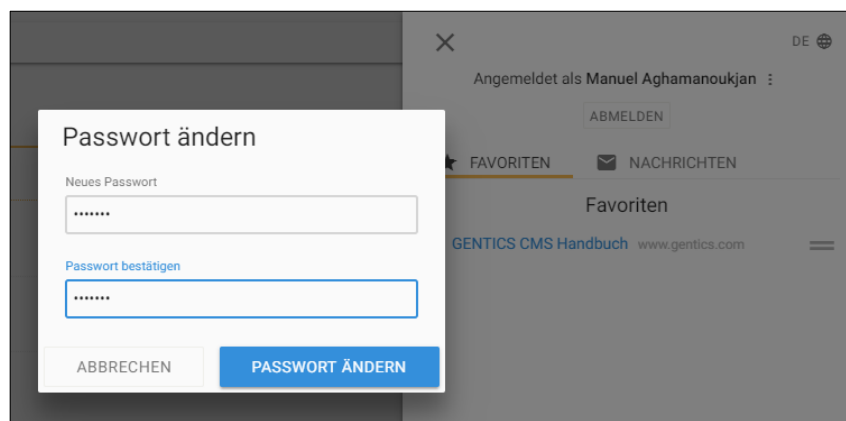 DE
Angemeldet als Manuel Aghamanoukjan
ABMELDEN
FAVORITEN NACHRICHTEN
Favoriten
GENTICS CMS Handbuch www.gentics.com
Passwort ändern
Neues Passwort
•••••••
Passwort bestätigen
•••••••
ABBRECHEN PASSWORT ÄNDERN